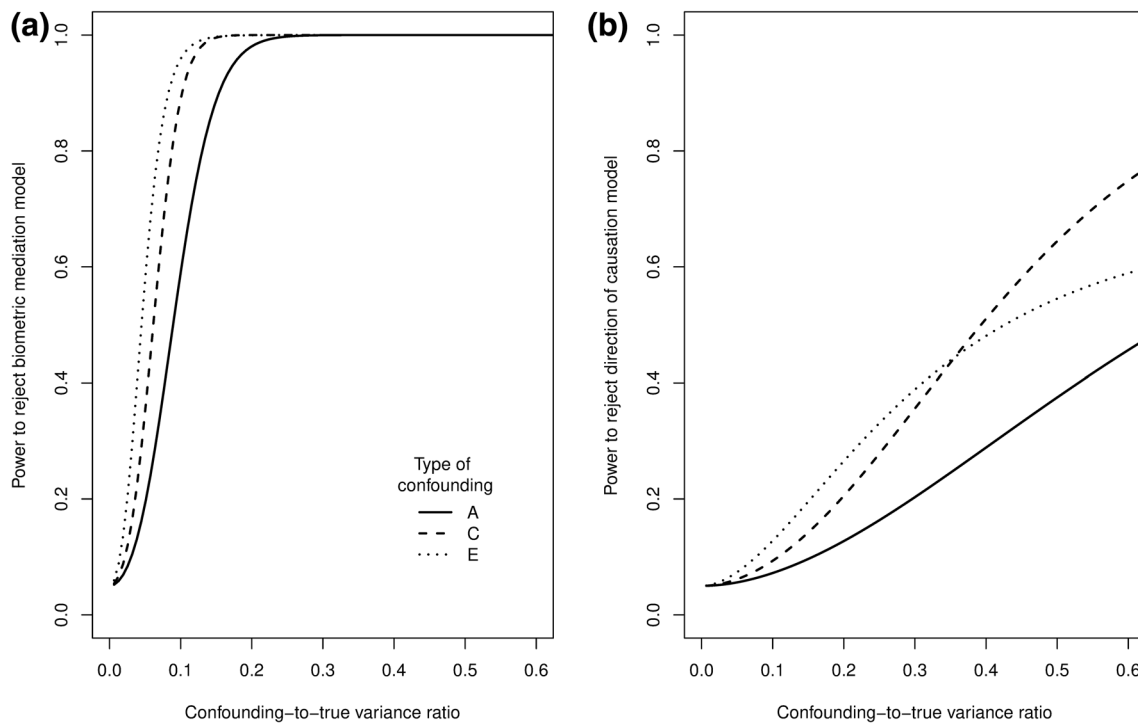 (a)
Power to reject biometric mediation model
1.0
0.8
0.6
0.4
0.2
0.0
Type of
confounding
A
C
E
0.0 0.1 0.2 0.3 0.4 0.5 0.6
Confounding-to-true variance ratio
(b)
Power to reject direction of causation model
1.0
0.8
0.6
0.4
0.2
0.0
0.0 0.1 0.2 0.3 0.4 0.5 0.6
Confounding-to-true variance ratio